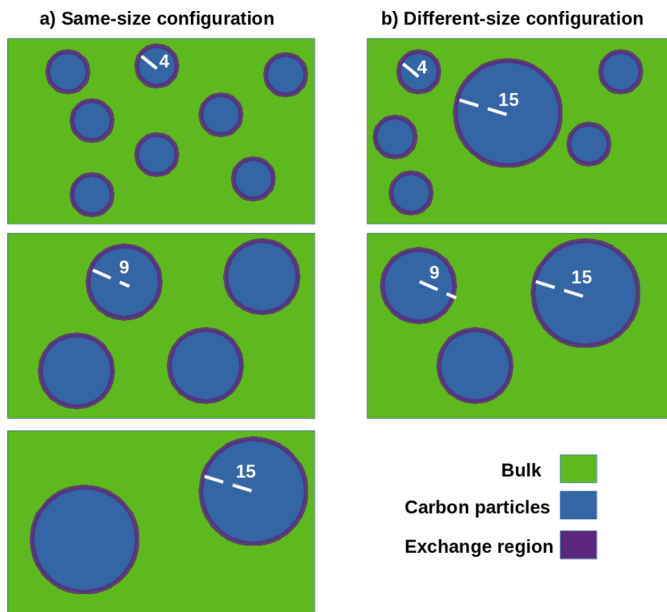 a) Same-size configuration
b) Different-size configuration
4
4
15
9
9
15
15
Bulk
Carbon particles
Exchange region